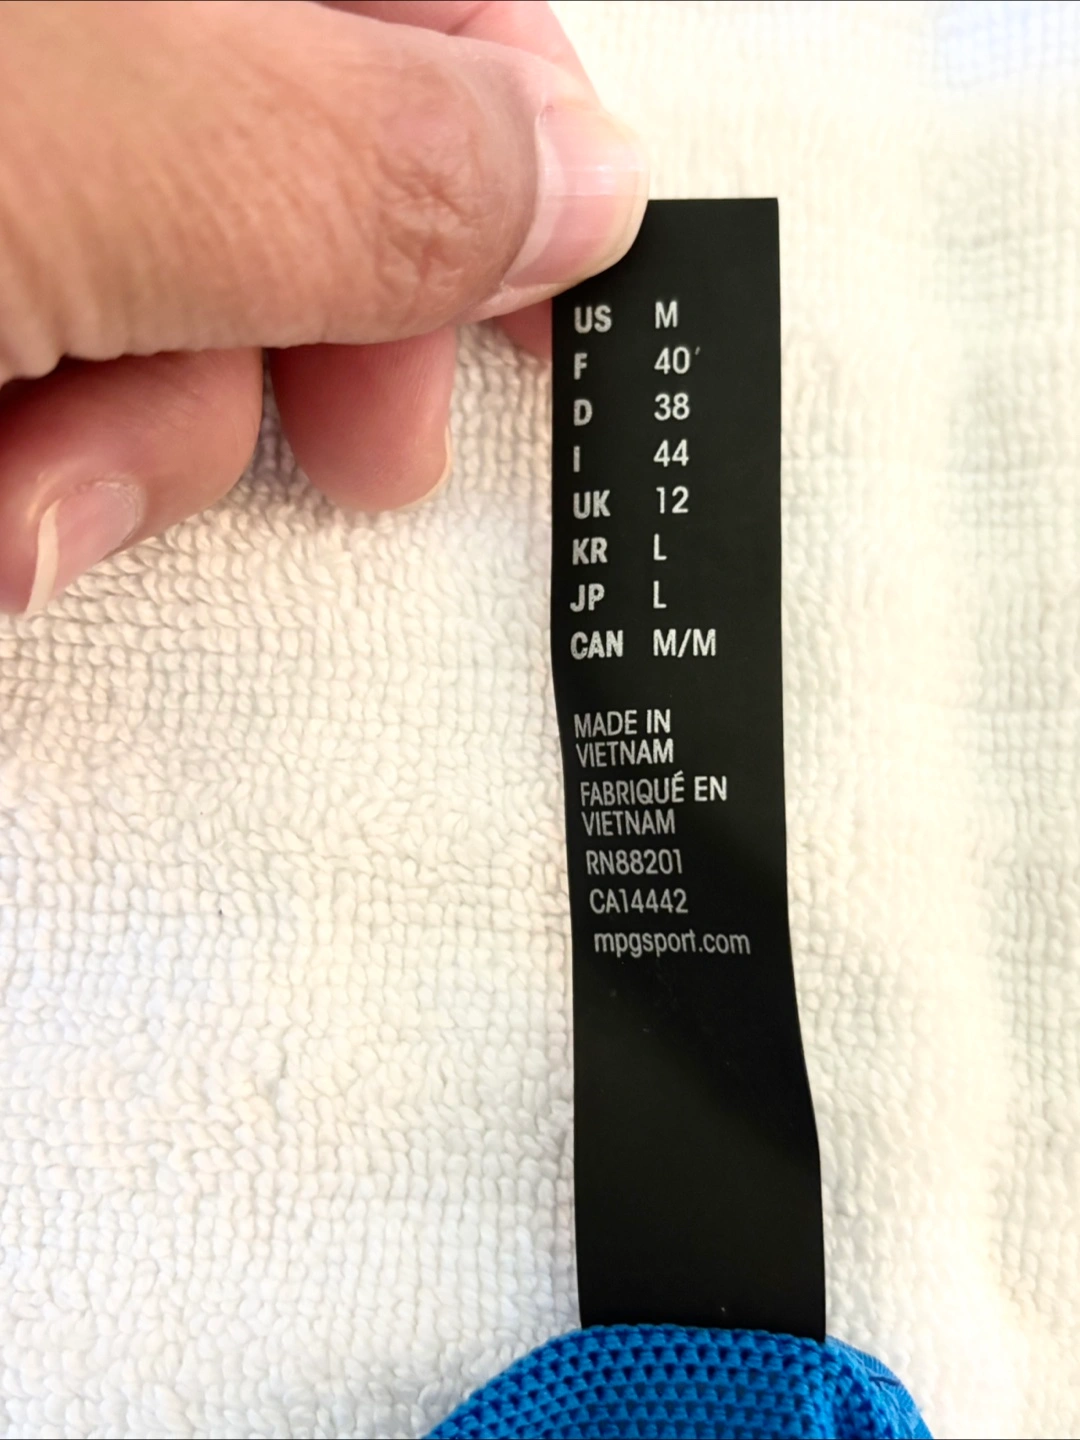 US M
F 40
D 38
I 44
UK 12
KR L
JP L
CAN M/M
MADE IN
VIETNAM
FABRIQUÉ EN
VIETNAM
RN88201
CA14442
mpgsport.com